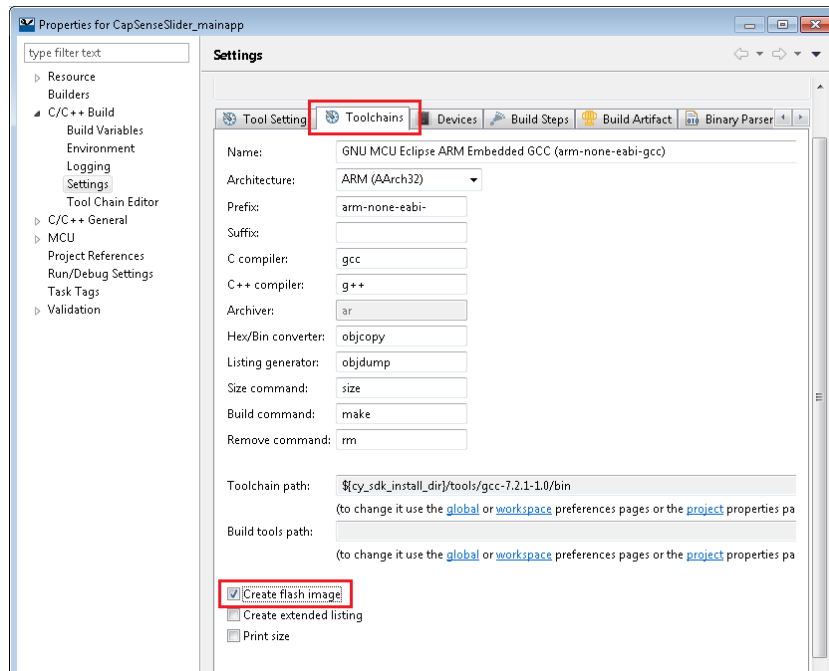 Properties for CapSenseSlider_mainapp
type filter text
Resource
Builders
C/C++ Build
Build Variables
Environment
Logging
Settings
Tool Chain Editor
C/C++ General
MCU
Project References
Run/Debug Settings
Task Tags
Validation
Settings
Tool Setting Toolchains Devices Build Steps Build Artifact Binary Parser
Name: GNU MCU Eclipse ARM Embedded GCC (arm-none-eabi-gcc)
Architecture: ARM (AArch32)
Prefix: arm-none-eabi-
Suffix:
C compiler: gcc
C++ compiler: g++
Archiver: ar
Hex/Bin converter: objcopy
Listing generator: objdump
Size command: size
Build command: make
Remove command: rm
Toolchain path: ${cy_sdk_install_dir}/tools/gcc-7.2.1-1.0/bin
(to change it use the global or workspace preferences pages or the project properties pa
Build tools path:
(to change it use the global or workspace preferences pages or the project properties pa
Create flash image
Create extended listing
Print size